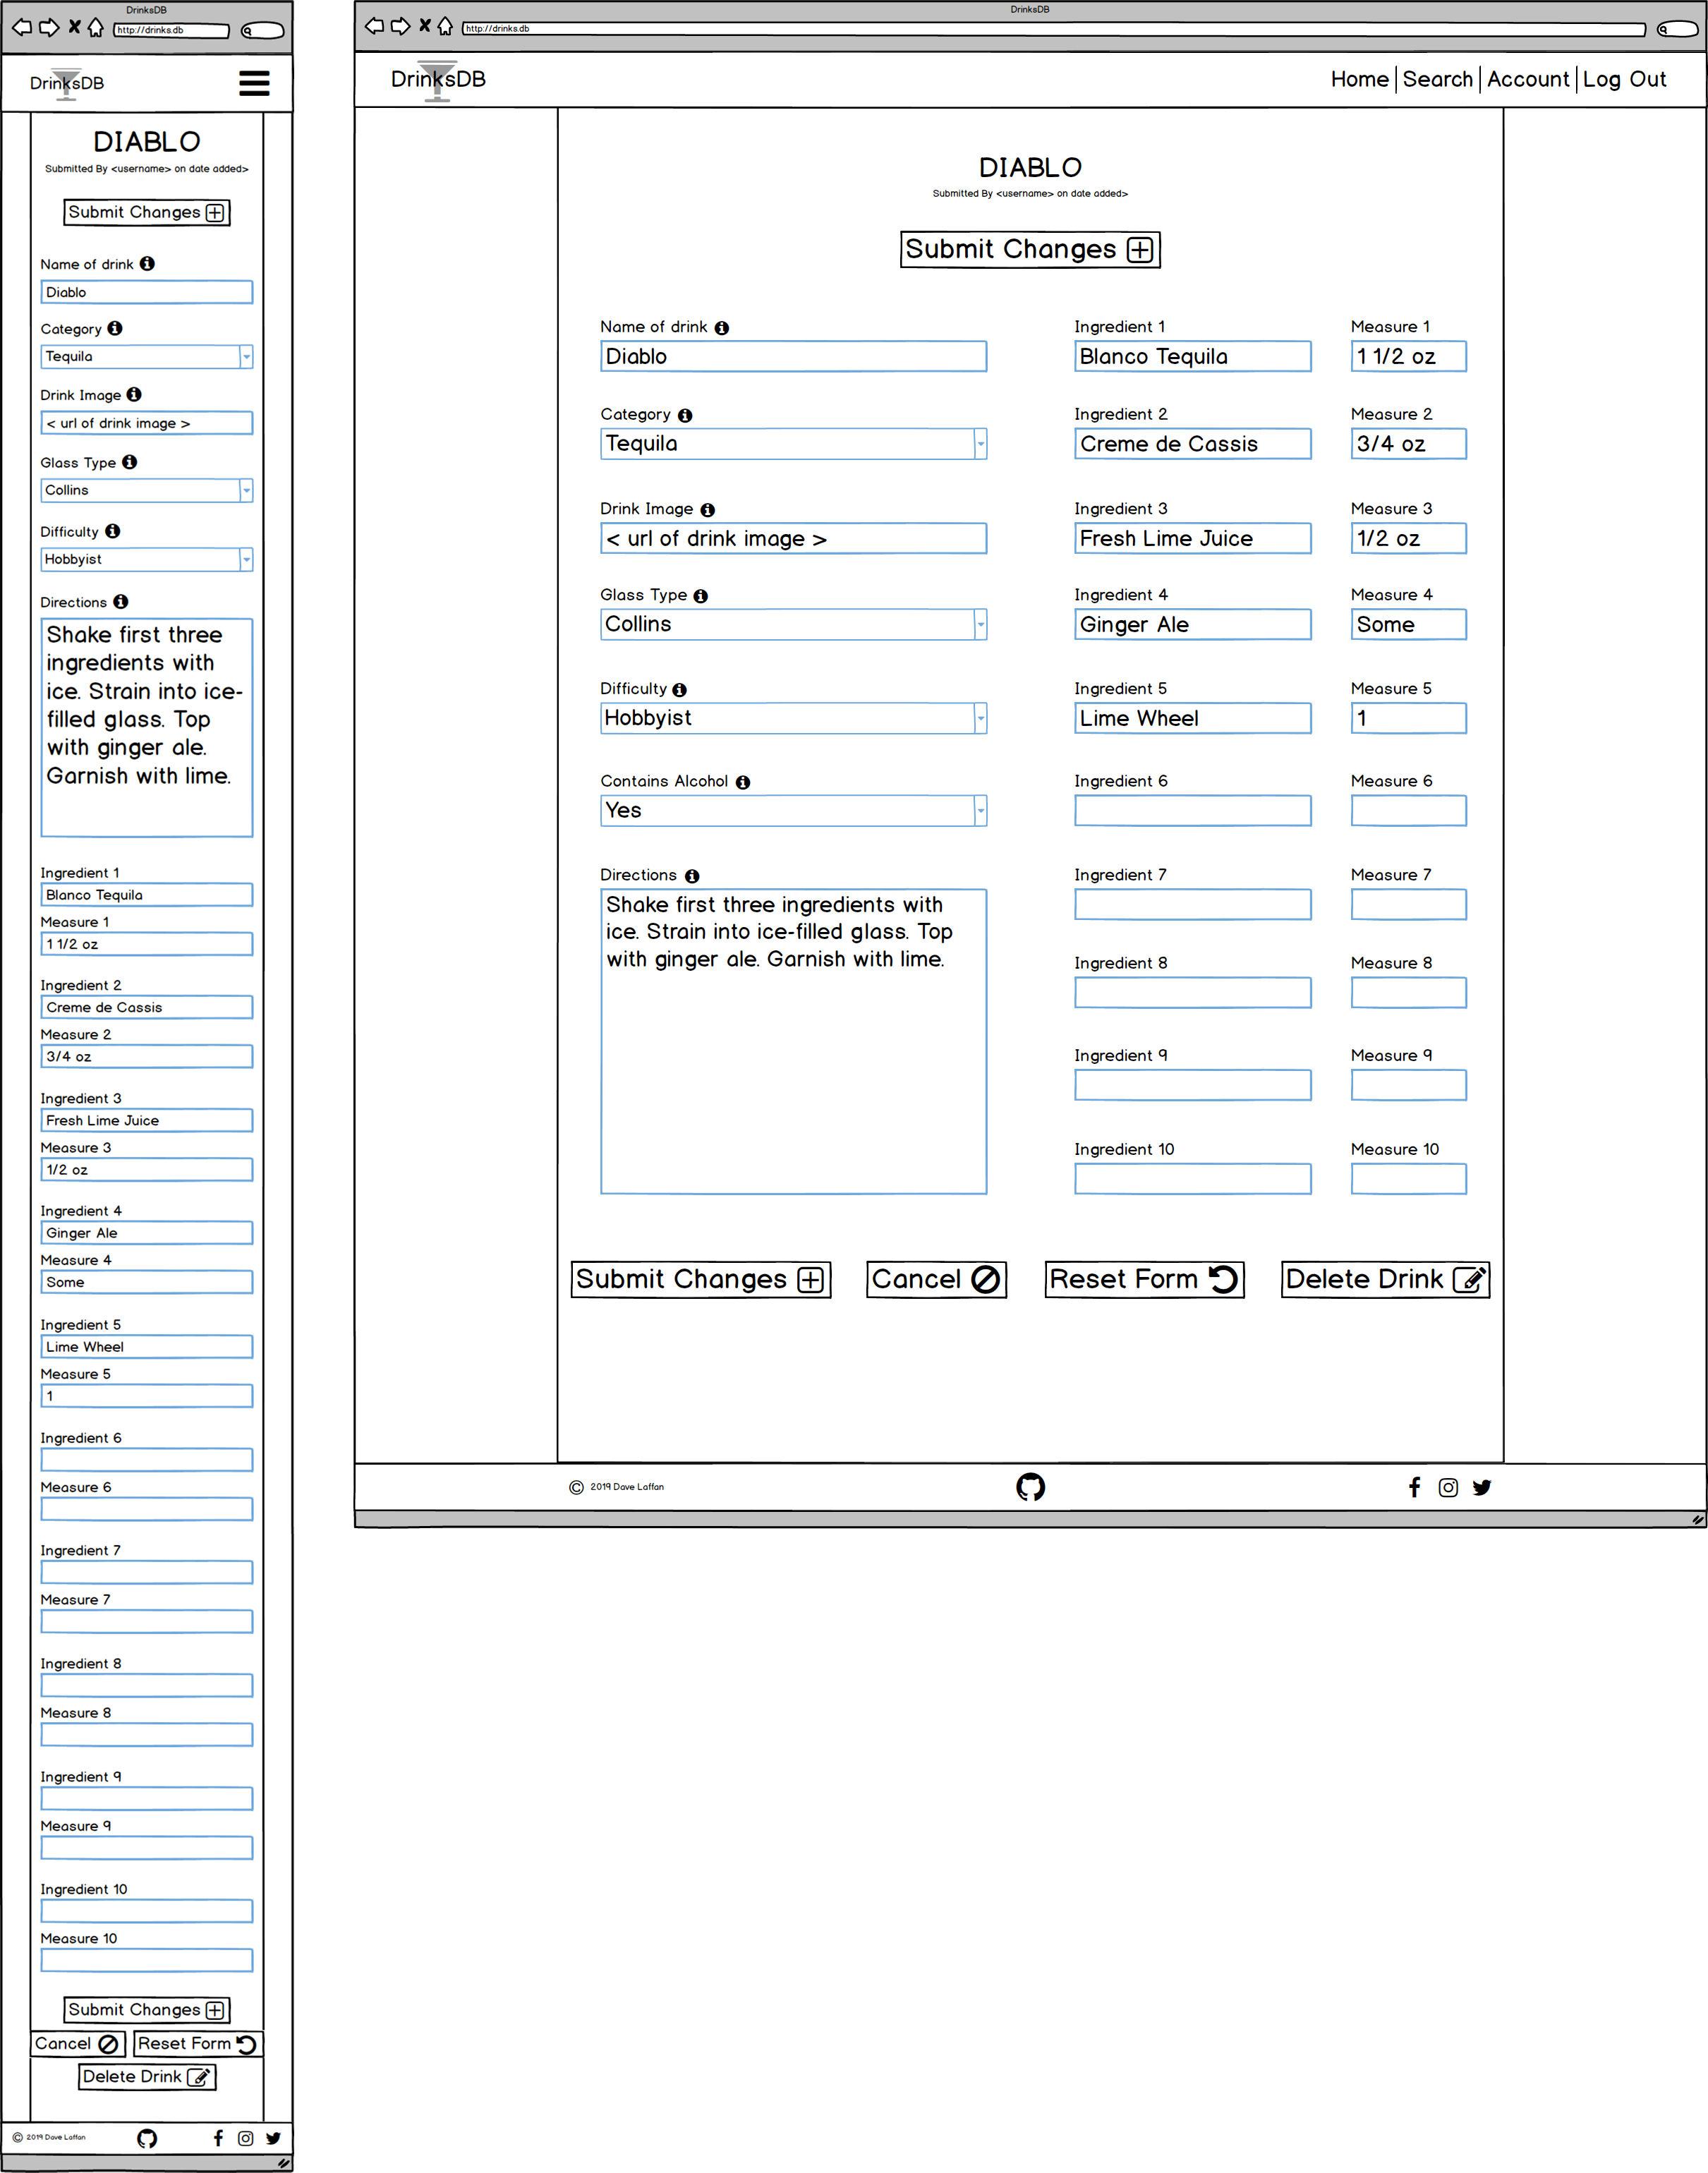 DrinksDB
http://drinks.db
DrinksDB
DIABLO
Submitted By <username> on date added>
Submit Changes
Name of drink
Diablo
Category
Tequila
Drink Image
< url of drink image >
Glass Type
Collins
Difficulty
Hobbyist
Directions
Shake first three
ingredients with
ice. Strain into ice-
filled glass. Top
with ginger ale.
Garnish with lime.
Ingredient 1
Blanco Tequila
Measure 1
1 1/2 oz
Ingredient 2
Creme de Cassis
Measure 2
3/4 oz
Ingredient 3
Fresh Lime Juice
Measure 3
1/2 oz
Ingredient 4
Ginger Ale
Measure 4
Some
Ingredient 5
Lime Wheel
Measure 5
1
Ingredient 6
Measure 6
Ingredient 7
Measure 7
Ingredient 8
Measure 8
Ingredient 9
Measure 9
Ingredient 10
Measure 10
Submit Changes
Cancel Reset Form
Delete Drink
© 2019 Dave Laffan
DrinksDB
http://drinks.db
DrinksDB Home Search Account Log Out
DIABLO
Submitted By <username> on date added>
Submit Changes
Name of drink
Diablo
Category
Tequila
Drink Image
< url of drink image >
Glass Type
Collins
Difficulty
Hobbyist
Contains Alcohol
Yes
Directions
Shake first three ingredients with
ice. Strain into ice-filled glass. Top
with ginger ale. Garnish with lime.
Ingredient 1 Measure 1
Blanco Tequila 1 1/2 oz
Ingredient 2 Measure 2
Creme de Cassis 3/4 oz
Ingredient 3 Measure 3
Fresh Lime Juice 1/2 oz
Ingredient 4 Measure 4
Ginger Ale Some
Ingredient 5 Measure 5
Lime Wheel 1
Ingredient 6 Measure 6
Ingredient 7 Measure 7
Ingredient 8 Measure 8
Ingredient 9 Measure 9
Ingredient 10 Measure 10
Submit Changes Cancel Reset Form Delete Drink
© 2019 Dave Laffan